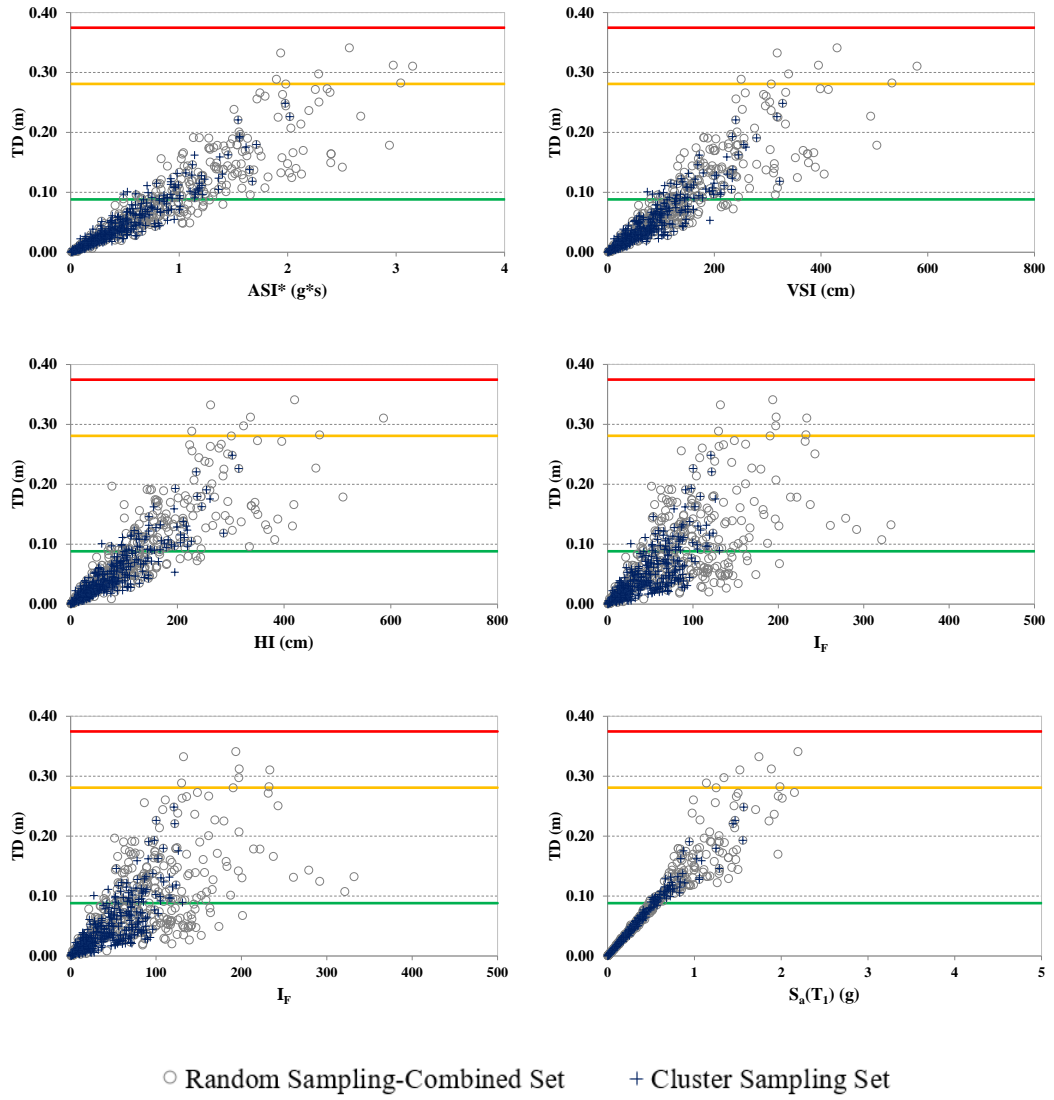 0.40
0.30
0.20
0.10
0.00
TD (m)
0 1 2 3 4
ASI* (g*s)
0.40
0.30
0.20
0.10
0.00
TD (m)
0 200 400 600 800
VSI (cm)
0.40
0.30
0.20
0.10
0.00
TD (m)
0 200 400 600 800
HI (cm)
0.40
0.30
0.20
0.10
0.00
TD (m)
0 100 200 300 400 500
I_F
0.40
0.30
0.20
0.10
0.00
TD (m)
0 100 200 300 400 500
I_F
0.40
0.30
0.20
0.10
0.00
TD (m)
0 1 2 3 4 5
S_a(T_1) (g)
Random Sampling-Combined Set
Cluster Sampling Set